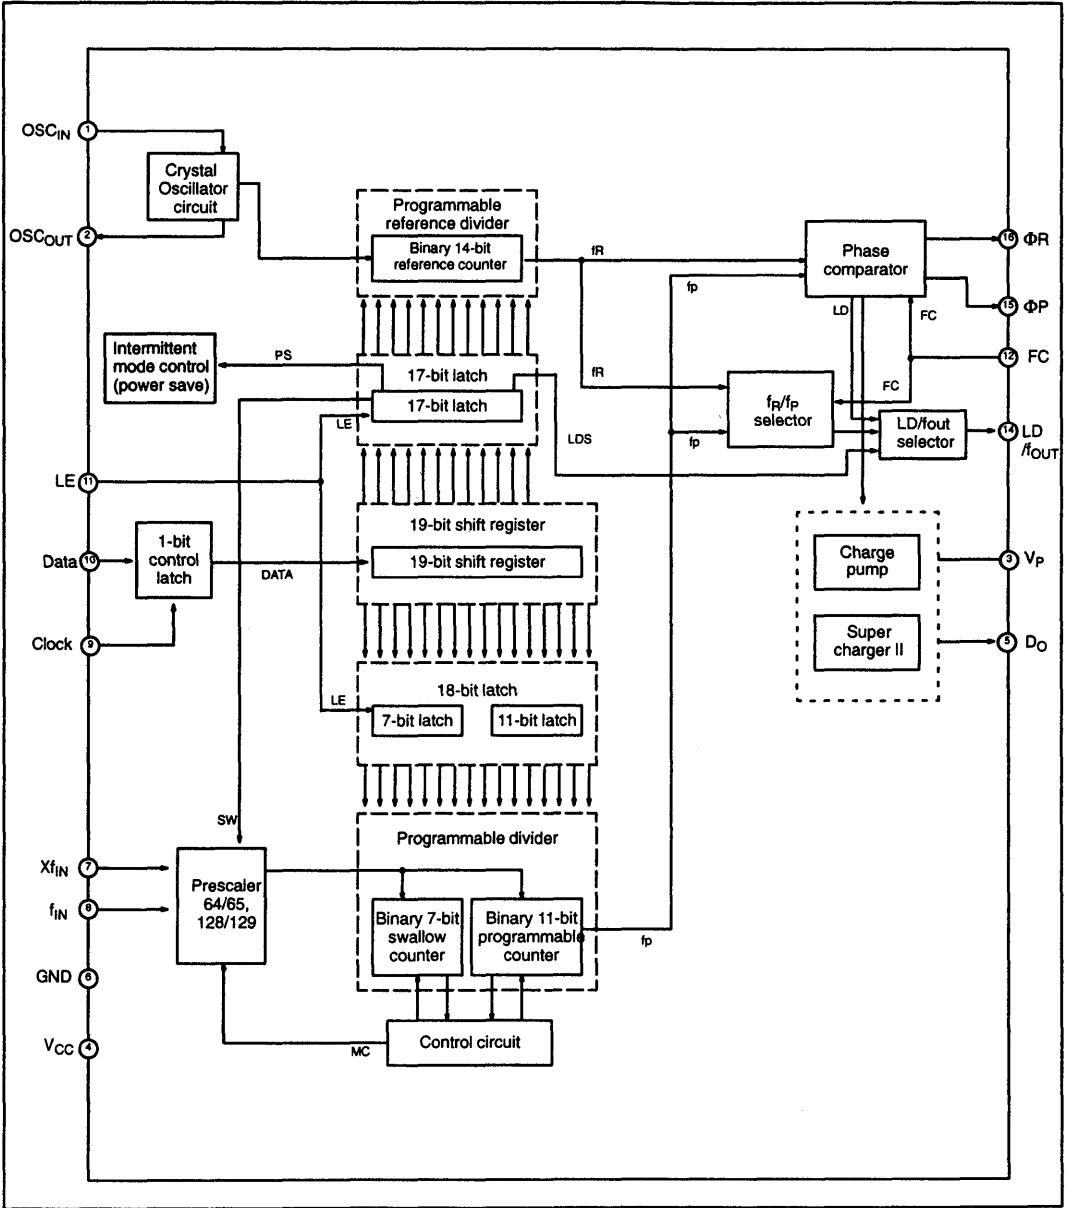 OSCIN
1
Crystal
Oscillator
circuit
OSCOUT
2
Programmable
reference divider
Binary 14-bit
reference counter
fR
fp
Phase
comparator
16
ΦR
15
ΦP
LD
FC
12
FC
Intermittent
mode control
(power save)
PS
17-bit latch
17-bit latch
LE
fR
fp
LDS
fR/fP
selector
FC
LD/fout
selector
14
LD
/fOUT
LE
11
19-bit shift register
19-bit shift register
Data
10
1-bit
control
latch
DATA
Clock
9
Charge
pump
Super
charger II
3
VP
5
DO
18-bit latch
LE
7-bit latch
11-bit latch
SW
Programmable divider
XfIN
7
fIN
8
Prescaler
64/65,
128/129
Binary 7-bit
swallow
counter
Binary 11-bit
programmable
counter
fp
GND
6
VCC
4
MC
Control circuit